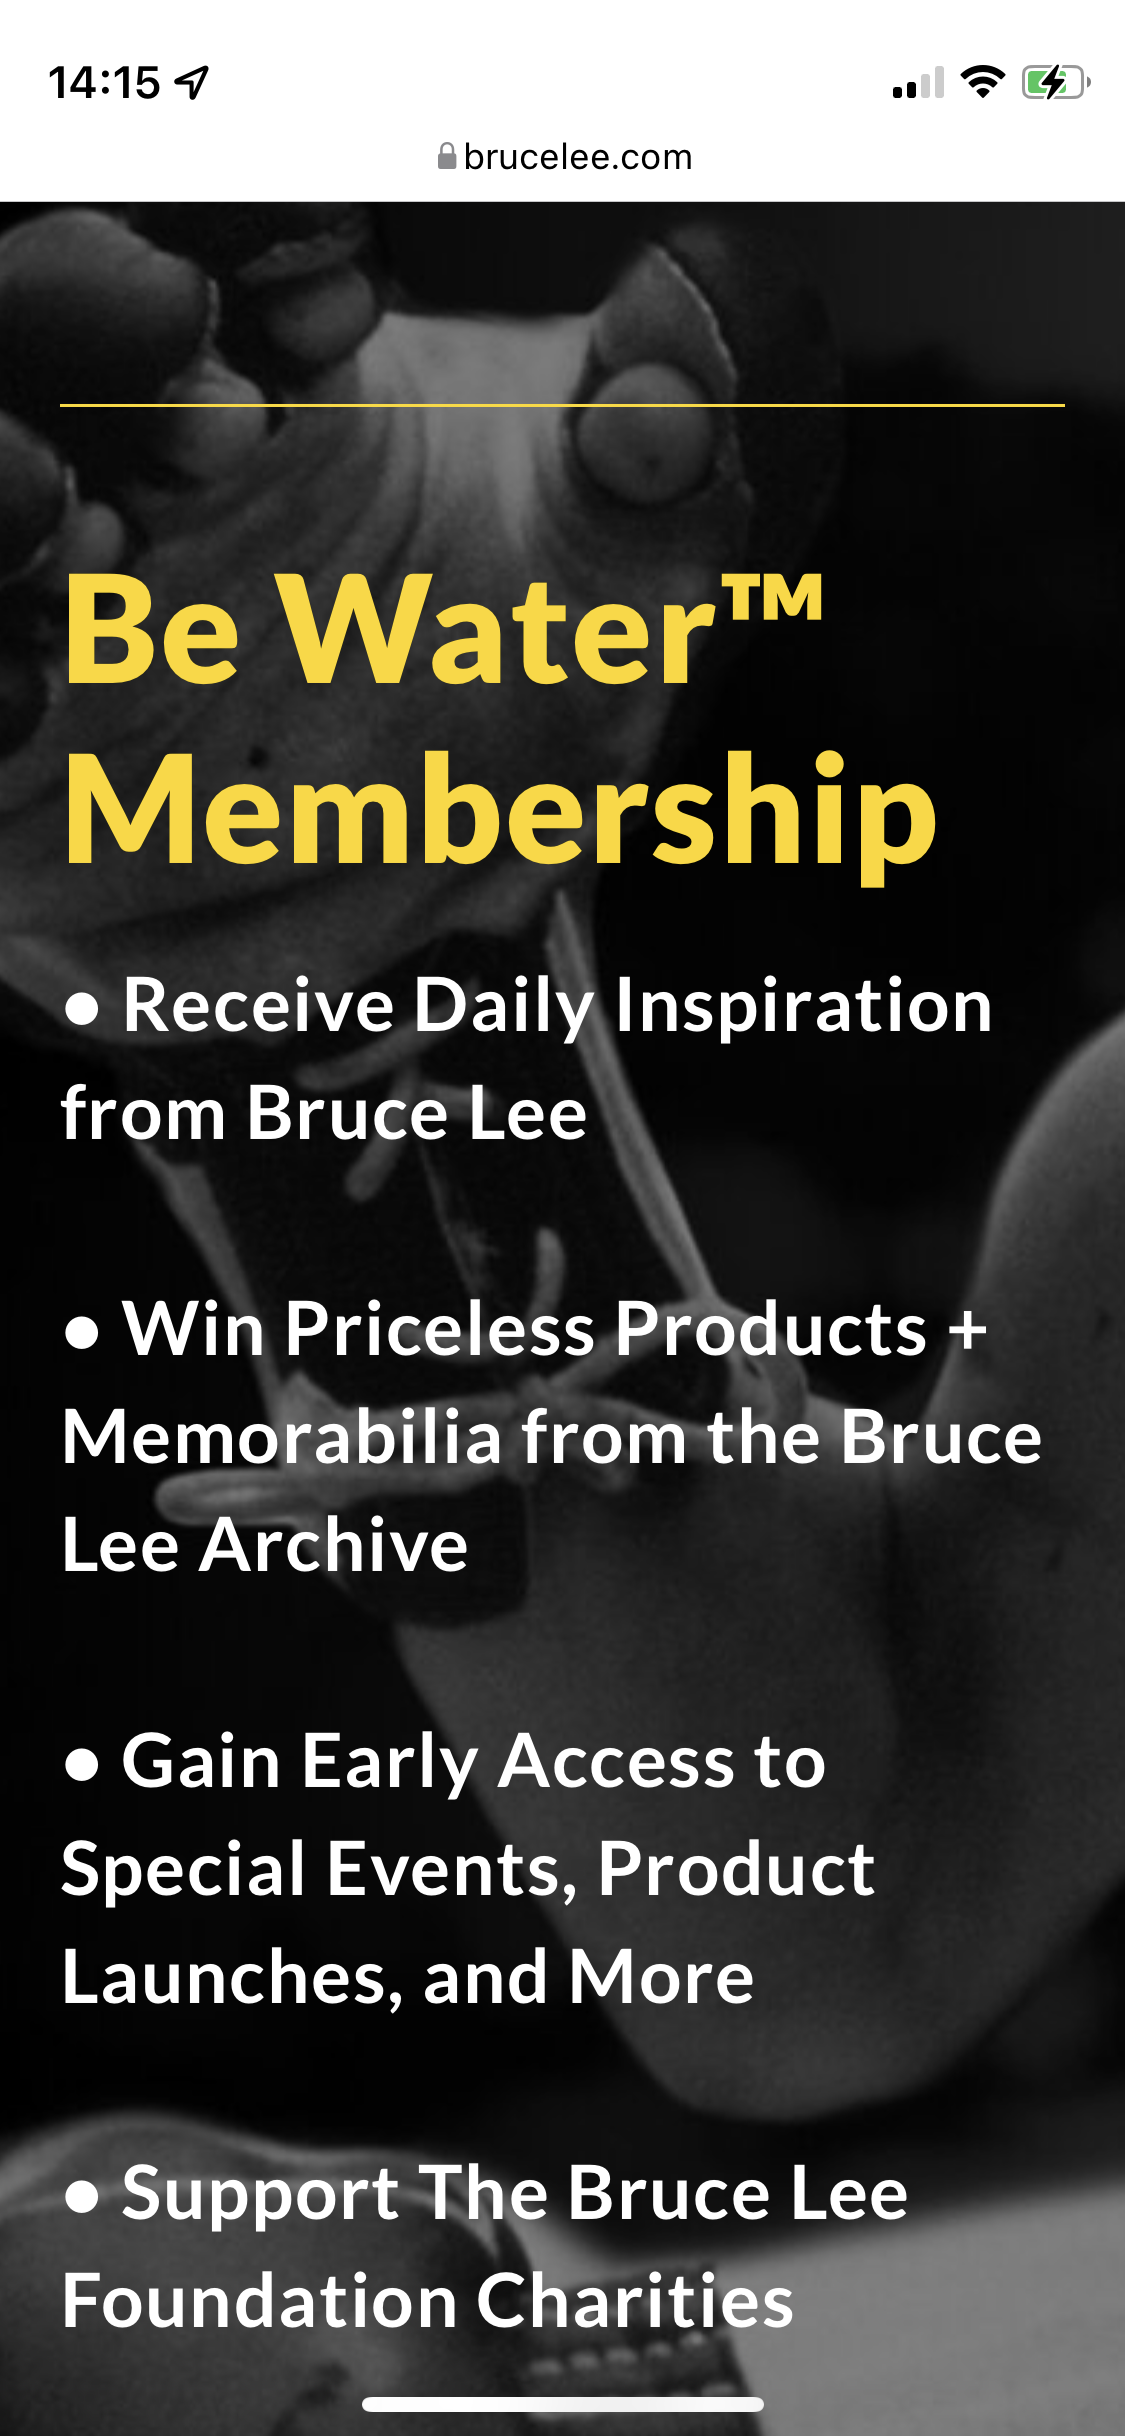 14:15
brucelee.com
Be Water™
Membership
● Receive Daily Inspiration
from Bruce Lee
● Win Priceless Products +
Memorabilia from the Bruce
Lee Archive
● Gain Early Access to
Special Events, Product
Launches, and More
● Support The Bruce Lee
Foundation Charities